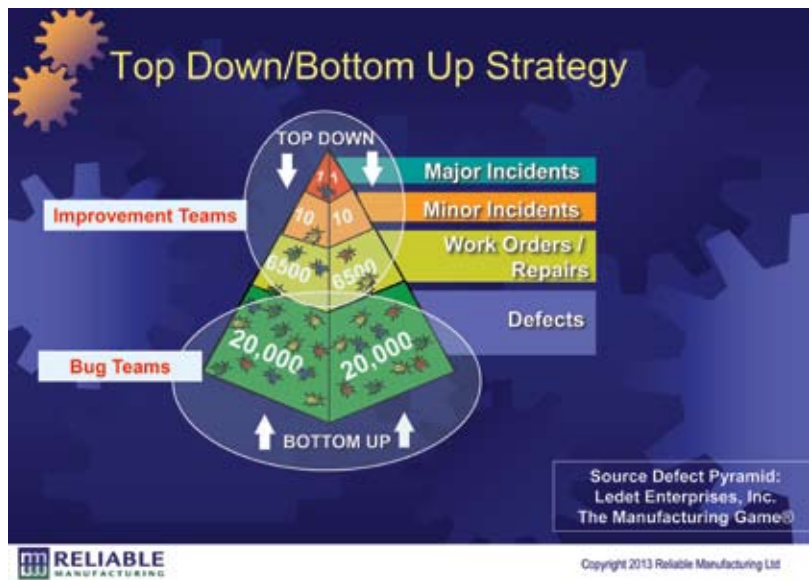 Top Down/Bottom Up Strategy
TOP DOWN
Improvement Teams
1 1
10 10
6500 6500
Major Incidents
Minor Incidents
Work Orders /
Repairs
Defects
Bug Teams
20,000 20,000
BOTTOM UP
Source Defect Pyramid:
Ledet Enterprises, Inc.
The Manufacturing Game®
RELIABLE
MANUFACTURING
Copyright 2013 Reliable Manufacturing Ltd